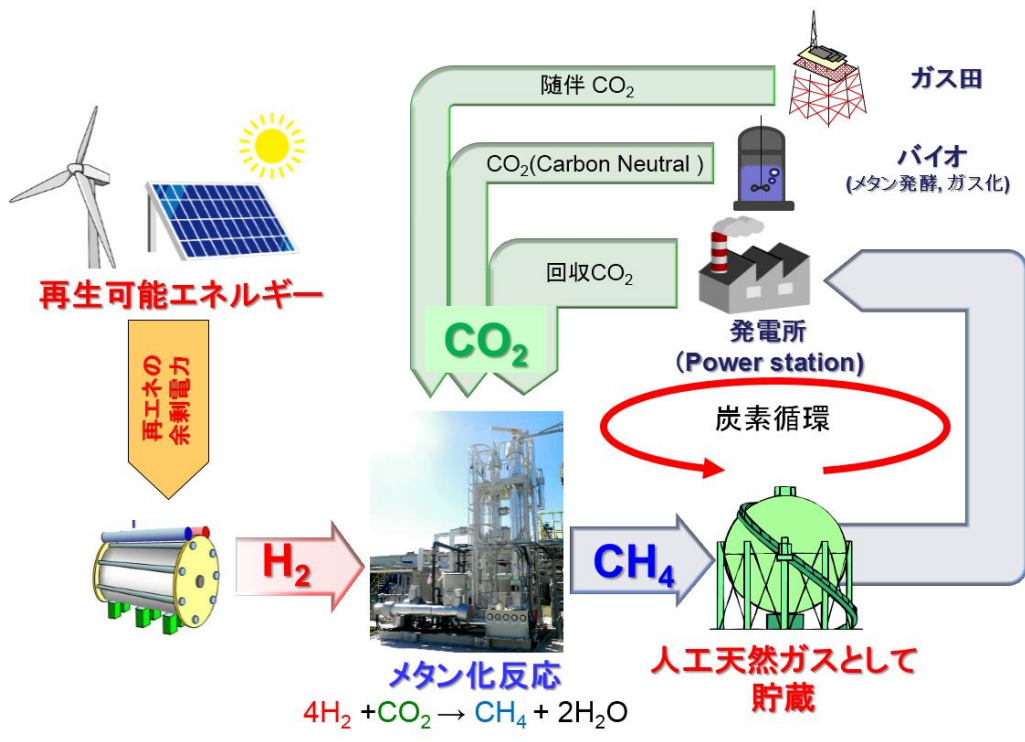 随伴 CO₂
ガス田
CO₂(Carbon Neutral )
バイオ
(メタン発酵, ガス化)
回収CO₂
再生可能エネルギー
CO₂
発電所
(Power station)
再エネの
余剰電力
炭素循環
H₂
CH₄
メタン化反応
4H₂ +CO₂ → CH₄ + 2H₂O
人工天然ガスとして
貯蔵